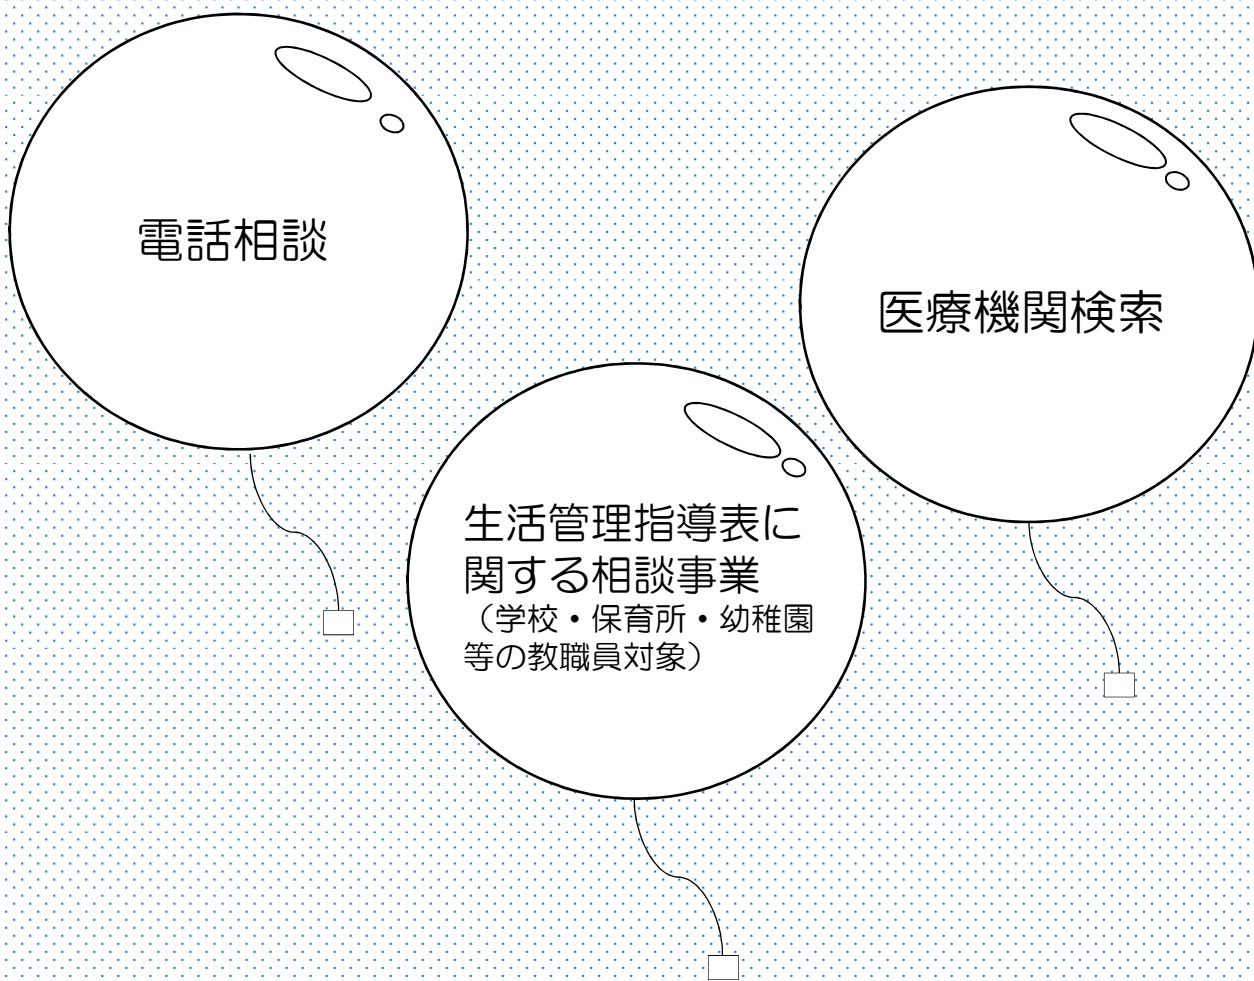 電話相談
医療機関検索
生活管理指導表に
関する相談事業
（学校・保育所・幼稚園
等の教職員対象）